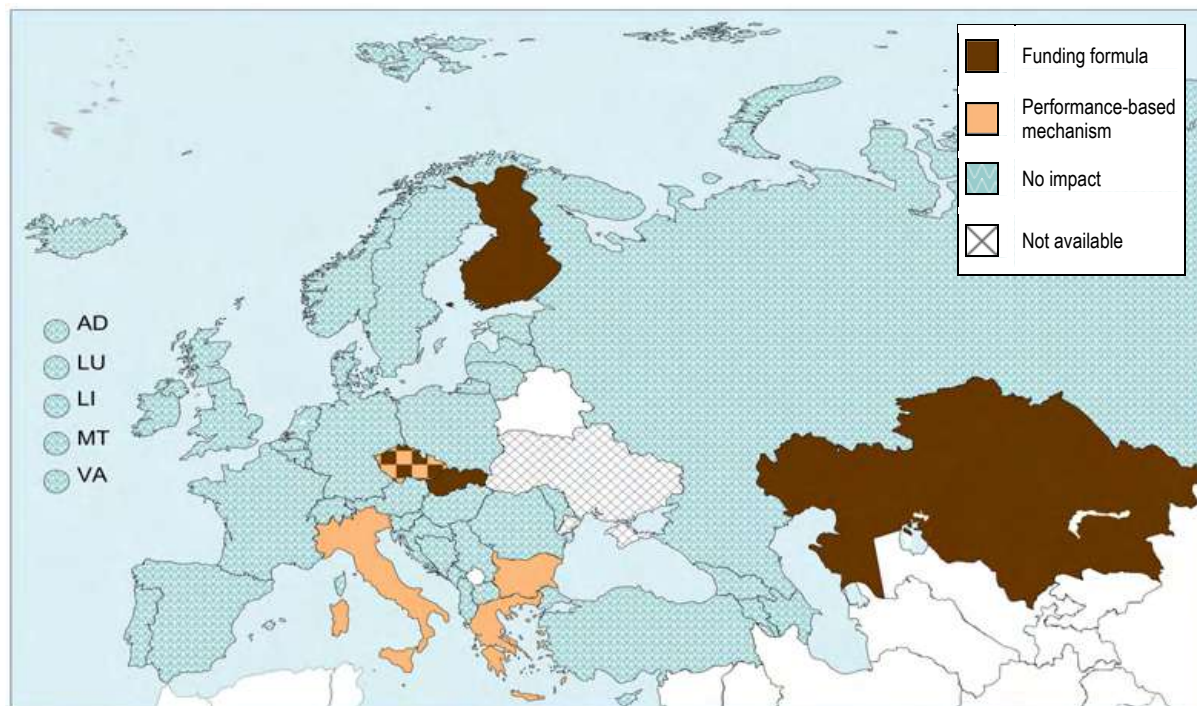 Funding formula
Performance-based
mechanism
No impact
Not available
AD
LU
LI
MT
VA